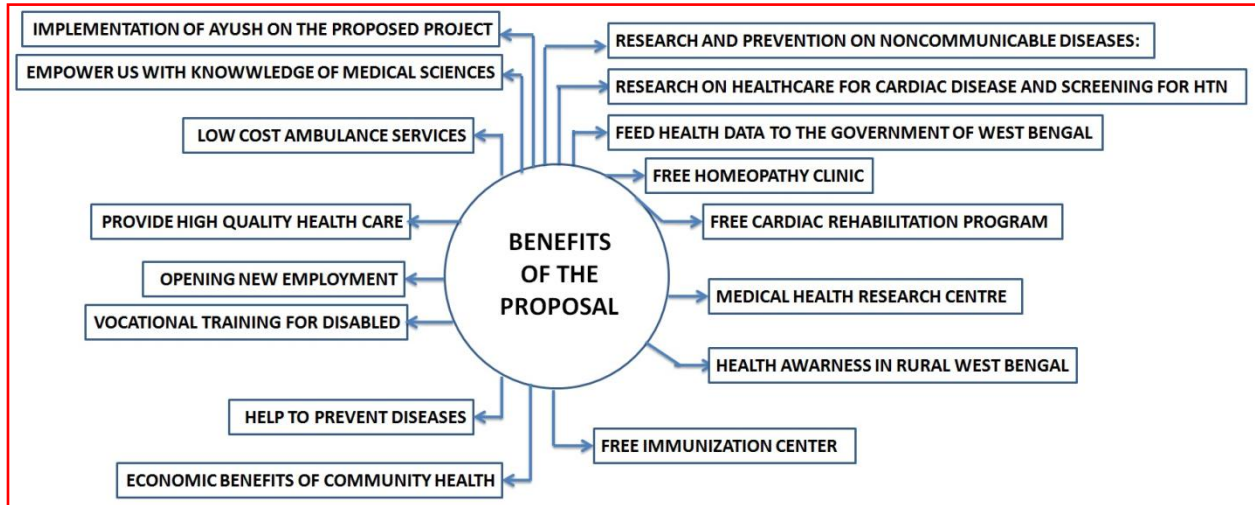 IMPLEMENTATION OF AYUSH ON THE PROPOSED PROJECT
EMPOWER US WITH KNOWWLEDGE OF MEDICAL SCIENCES
LOW COST AMBULANCE SERVICES
PROVIDE HIGH QUALITY HEALTH CARE
OPENING NEW EMPLOYMENT
VOCATIONAL TRAINING FOR DISABLED
HELP TO PREVENT DISEASES
ECONOMIC BENEFITS OF COMMUNITY HEALTH
BENEFITS
OF THE
PROPOSAL
RESEARCH AND PREVENTION ON NONCOMMUNICABLE DISEASES:
RESEARCH ON HEALTHCARE FOR CARDIAC DISEASE AND SCREENING FOR HTN
FEED HEALTH DATA TO THE GOVERNMENT OF WEST BENGAL
FREE HOMEOPATHY CLINIC
FREE CARDIAC REHABILITATION PROGRAM
MEDICAL HEALTH RESEARCH CENTRE
HEALTH AWARNESS IN RURAL WEST BENGAL
FREE IMMUNIZATION CENTER